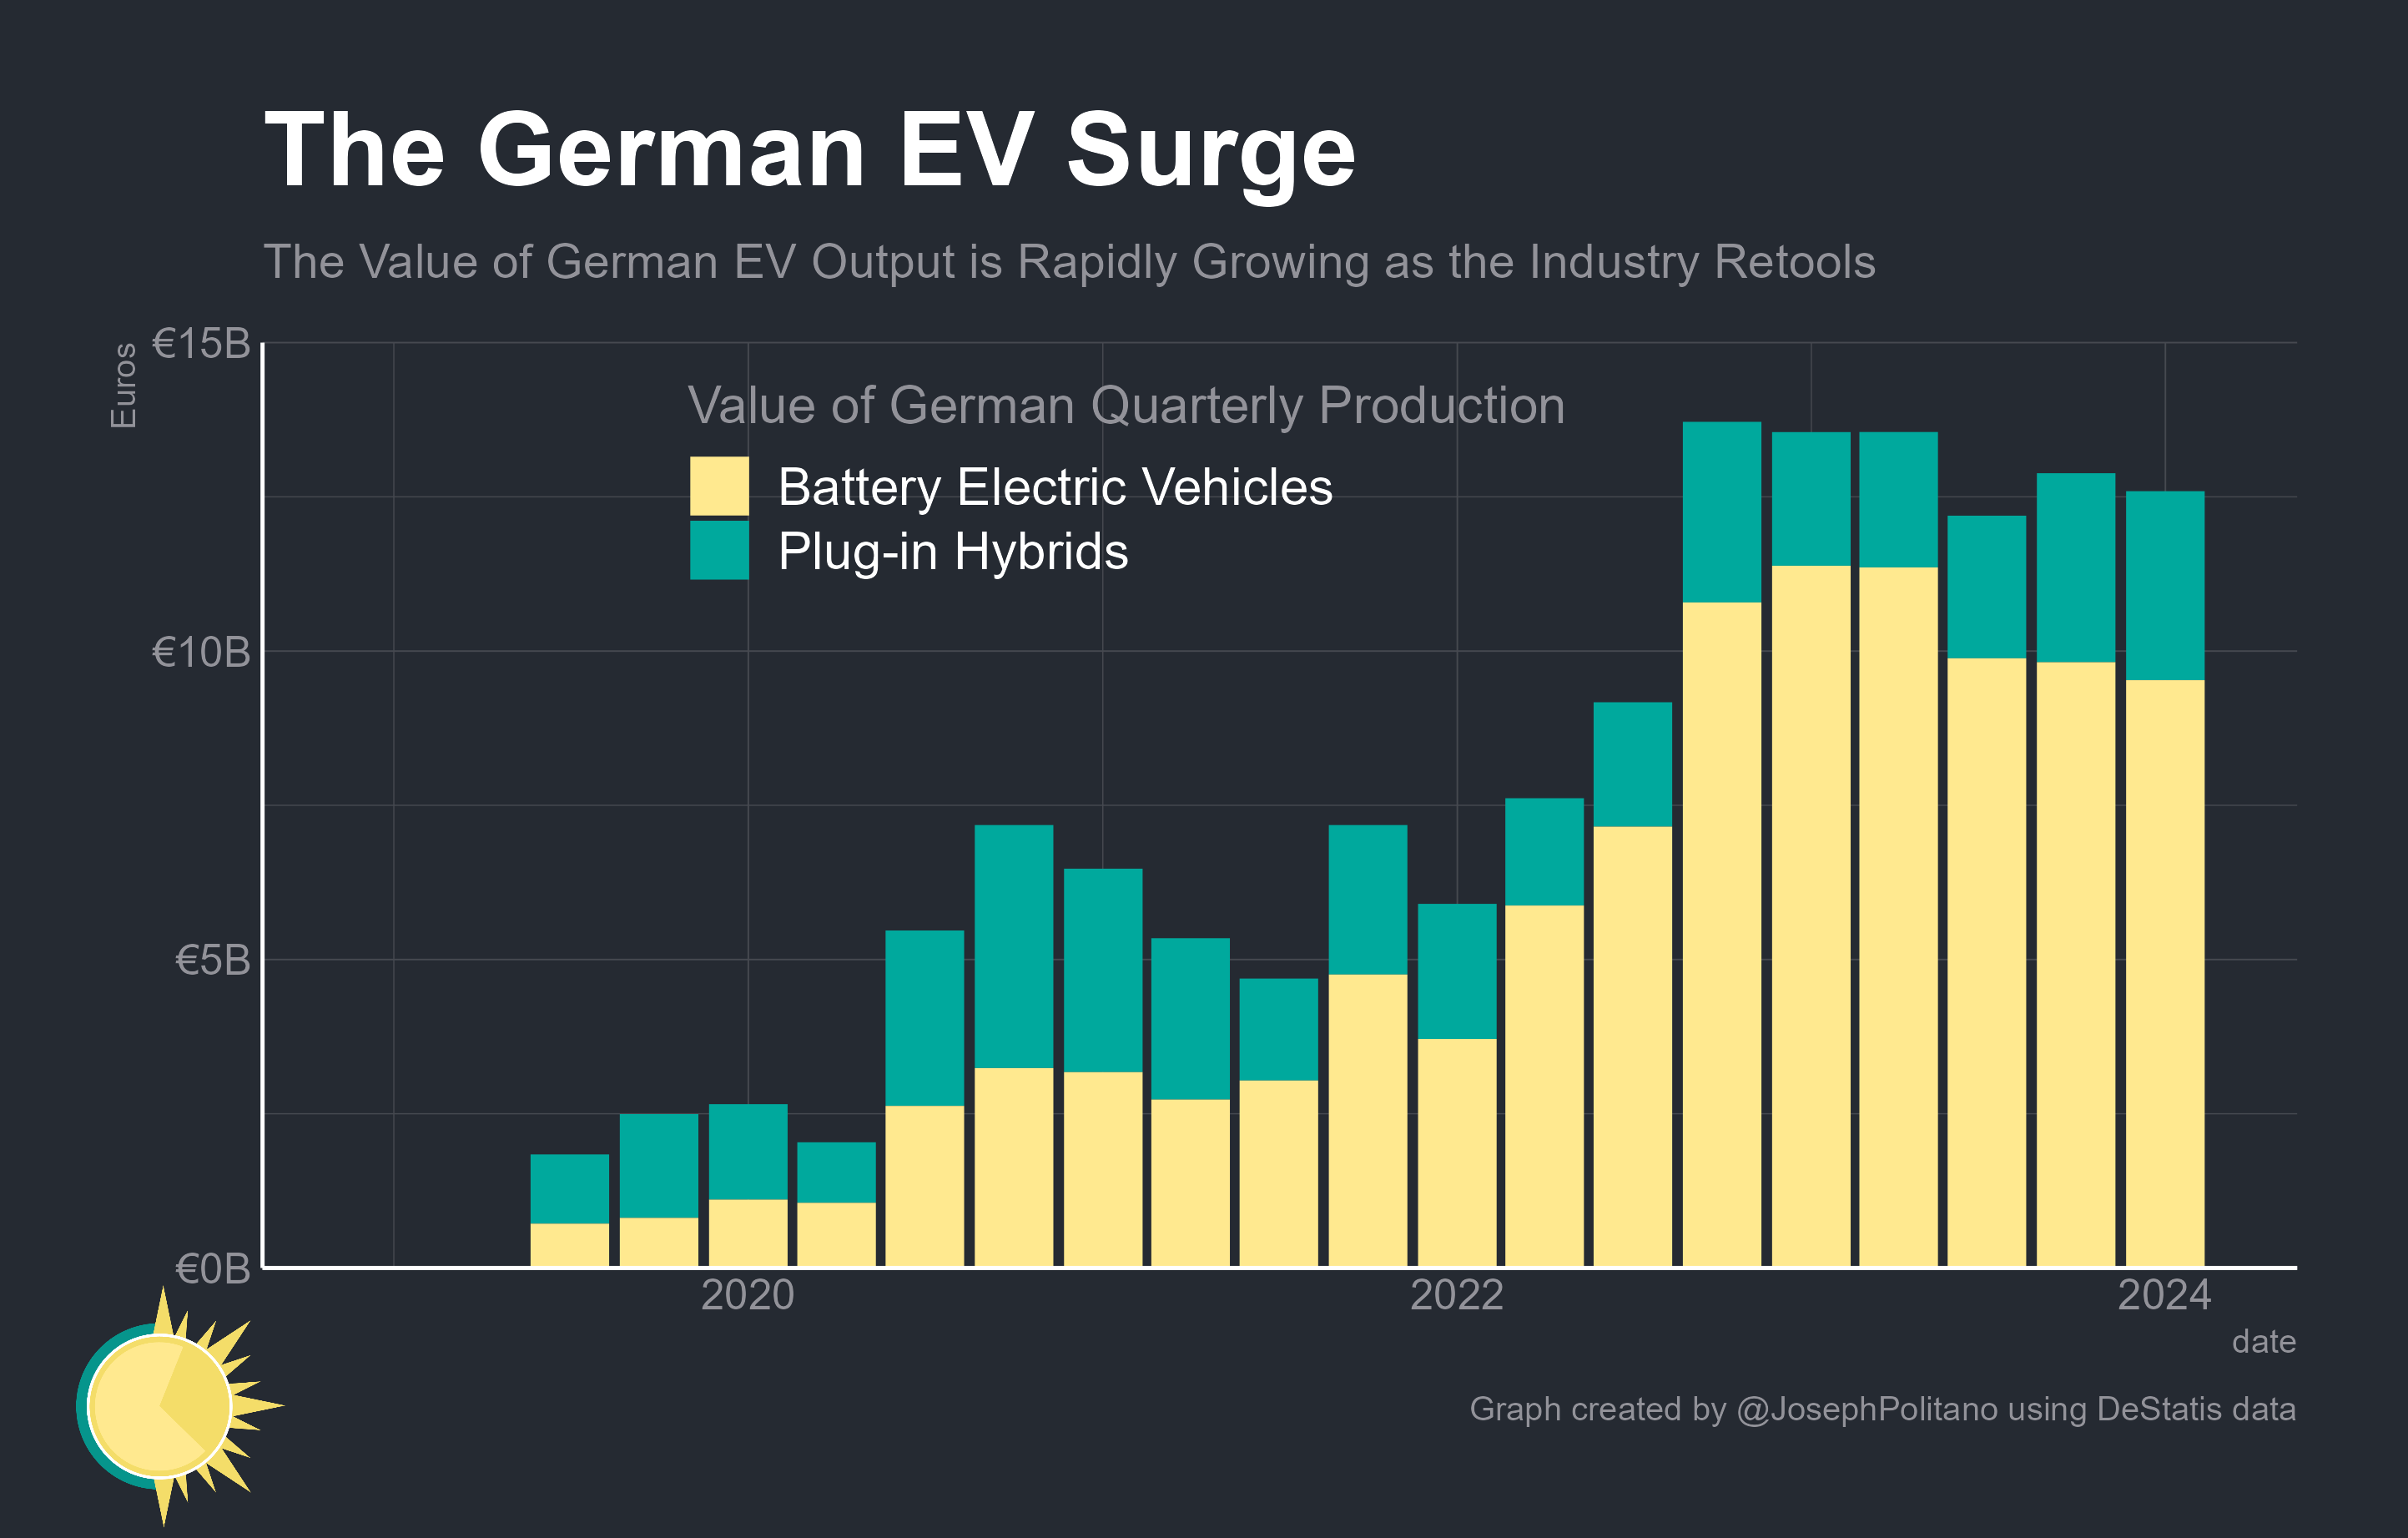 The German EV Surge
The Value of German EV Output is Rapidly Growing as the Industry Retools
Euros
€15B
€10B
€5B
€0B
Value of German Quarterly Production
Battery Electric Vehicles
Plug-in Hybrids
2020
2022
2024
date
Graph created by @JosephPolitano using DeStatis data